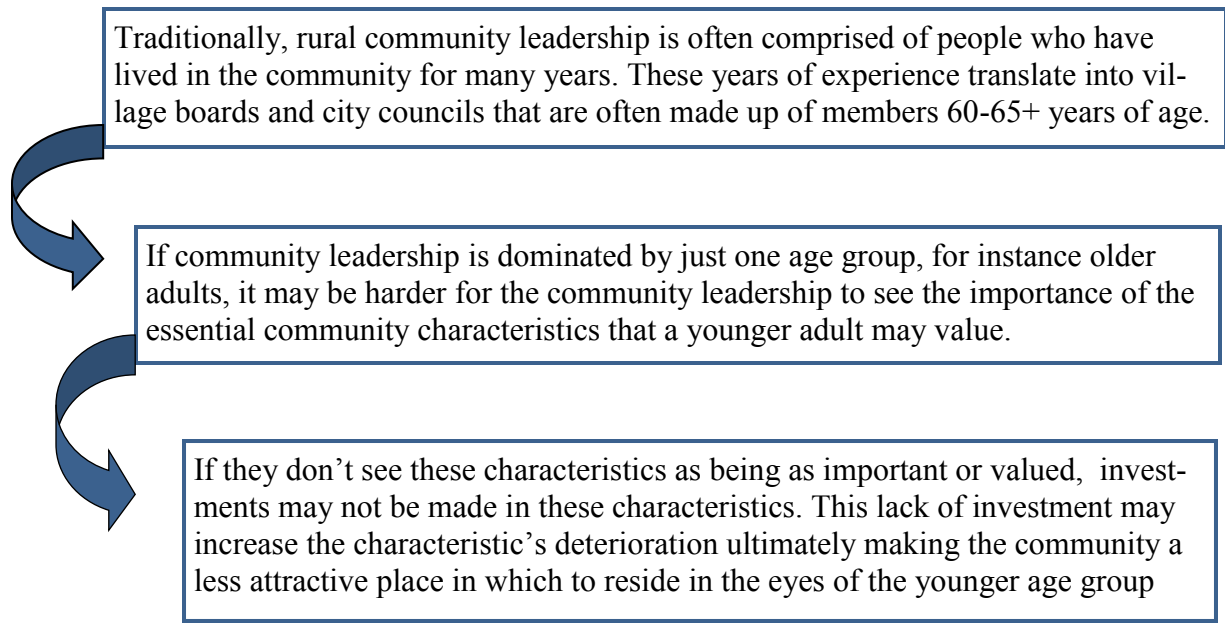 Traditionally, rural community leadership is often comprised of people who have
lived in the community for many years. These years of experience translate into vil-
lage boards and city councils that are often made up of members 60-65+ years of age.
If community leadership is dominated by just one age group, for instance older
adults, it may be harder for the community leadership to see the importance of the
essential community characteristics that a younger adult may value.
If they don’t see these characteristics as being as important or valued,  invest-
ments may not be made in these characteristics. This lack of investment may
increase the characteristic’s deterioration ultimately making the community a
less attractive place in which to reside in the eyes of the younger age group